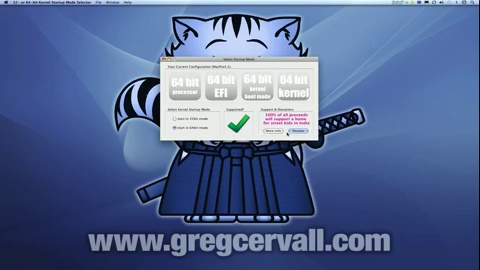 32- or 64-bit Kernel Startup Mode Selector File Window Help
Select Startup Mode
Your Current Configuration (MacPro3,1)
64 bit
processor
64 bit
EFI
64 bit
kernel
boot mode
64 bit
kernel
Select Kernel Startup Mode
start in 32bit mode
start in 64bit mode
Supported?
Support & Donations
100% of all proceeds
will support a home
for street kids in India
More Info
Donate
www.gregcervall.com